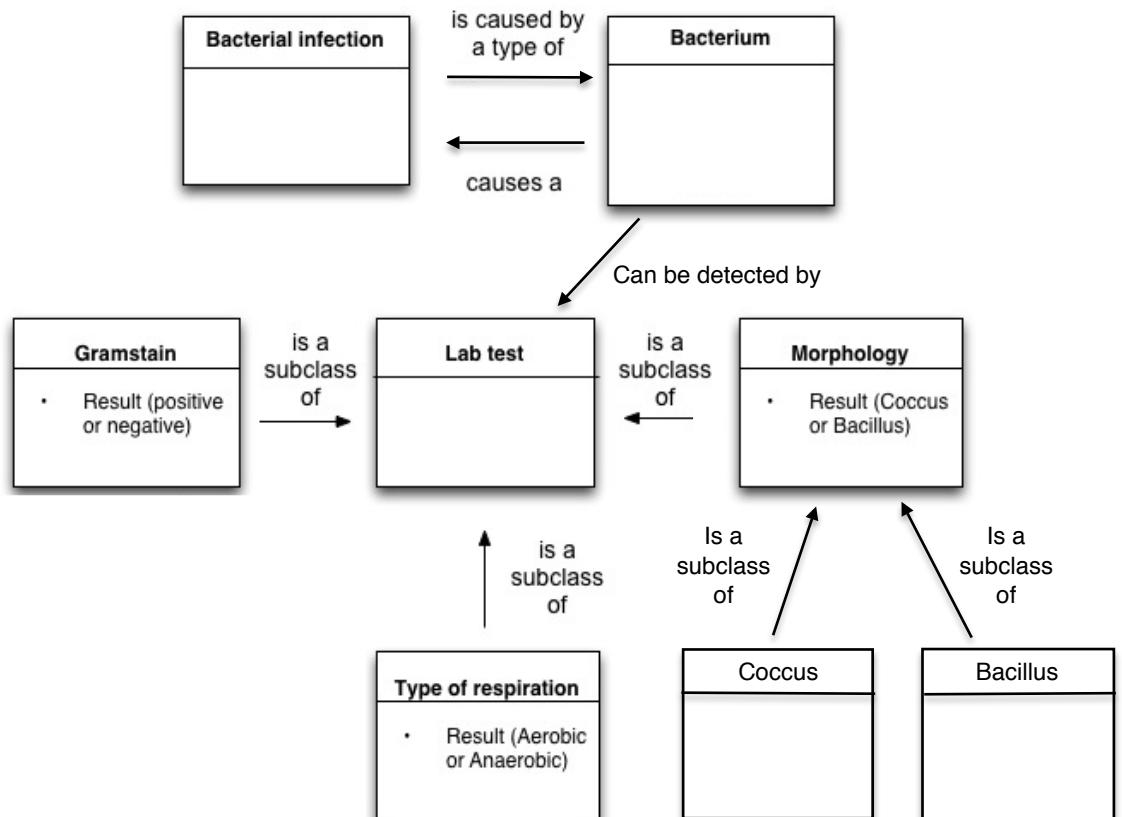 Bacterial infection
is caused by
a type of
Bacterium
causes a
Can be detected by
Gramstain
• Result (positive
or negative)
is a
subclass
of
Lab test
is a
subclass
of
Morphology
• Result (Coccus
or Bacillus)
is a
subclass
of
Is a
subclass
of
Is a
subclass
of
Type of respiration
• Result (Aerobic
or Anaerobic)
Coccus
Bacillus